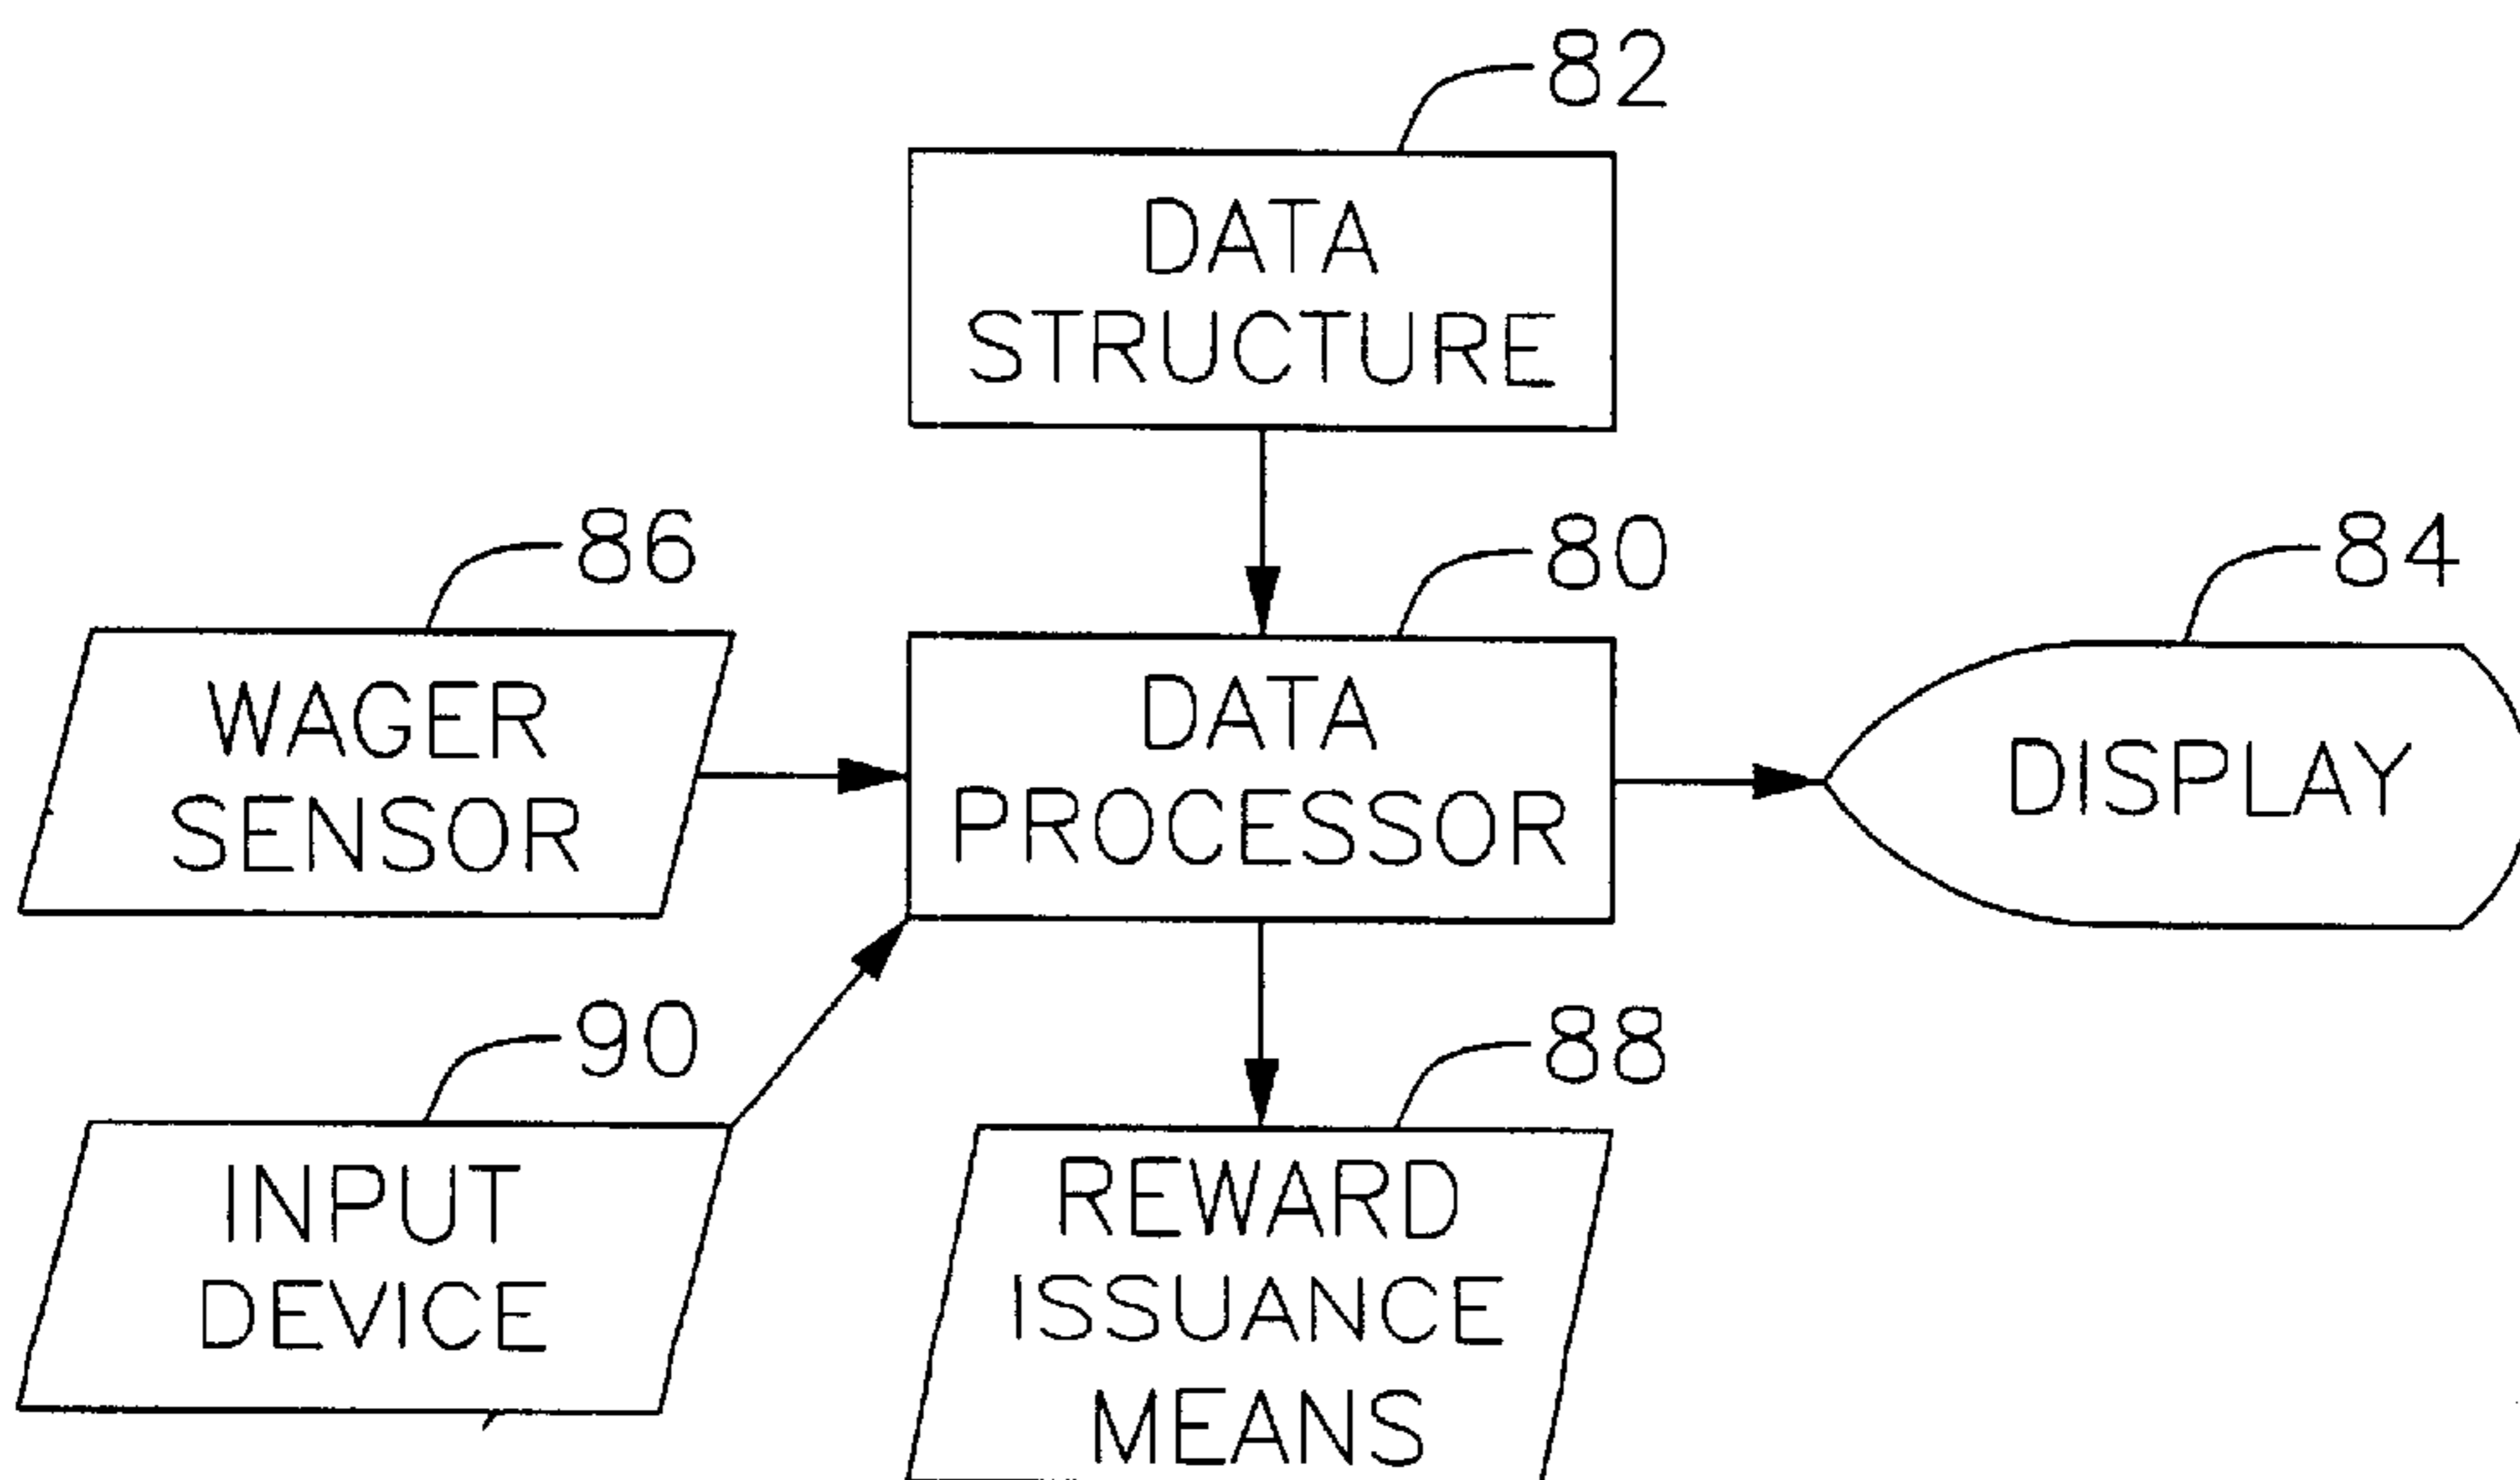 82
DATA
STRUCTURE
86
80
84
WAGER
SENSOR
DATA
PROCESSOR
DISPLAY
90
88
INPUT
DEVICE
REWARD
ISSUANCE
MEANS